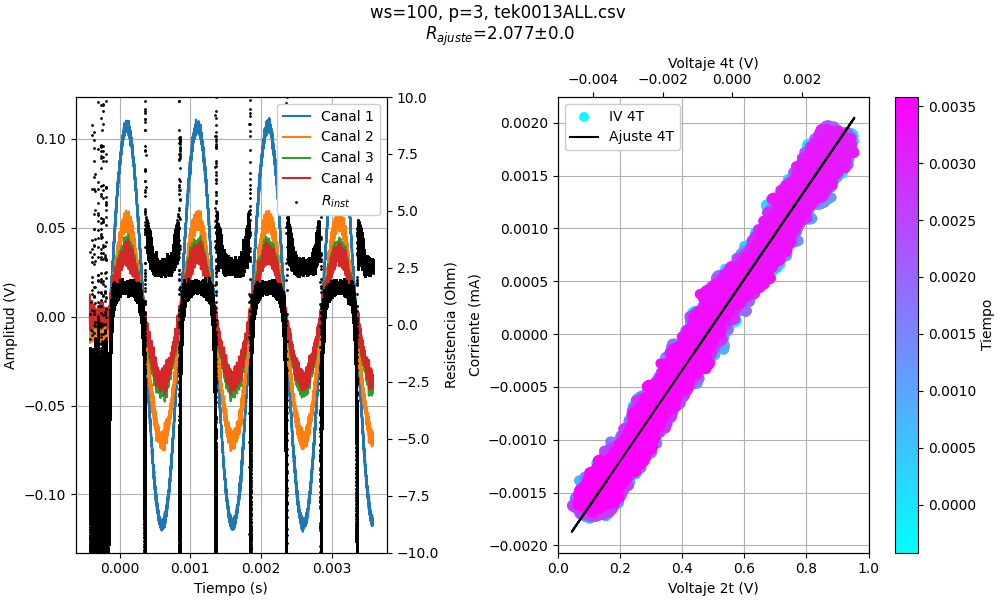 ws=100, p=3, tek0013ALL.csv
R_ajuste=2.077±0.0
Canal 1
Canal 2
Canal 3
Canal 4
R_inst
0.10
0.05
0.00
−0.05
−0.10
Amplitud (V)
0.000
0.001
0.002
0.003
Tiempo (s)
10.0
7.5
5.0
2.5
0.0
−2.5
−5.0
−7.5
−10.0
Resistencia (Ohm)
Voltaje 4t (V)
−0.004
−0.002
0.000
0.002
IV 4T
Ajuste 4T
0.0020
0.0015
0.0010
0.0005
0.0000
−0.0005
−0.0010
−0.0015
−0.0020
Corriente (mA)
0.0
0.2
0.4
0.6
0.8
1.0
Voltaje 2t (V)
0.0035
0.0030
0.0025
0.0020
0.0015
0.0010
0.0005
0.0000
Tiempo